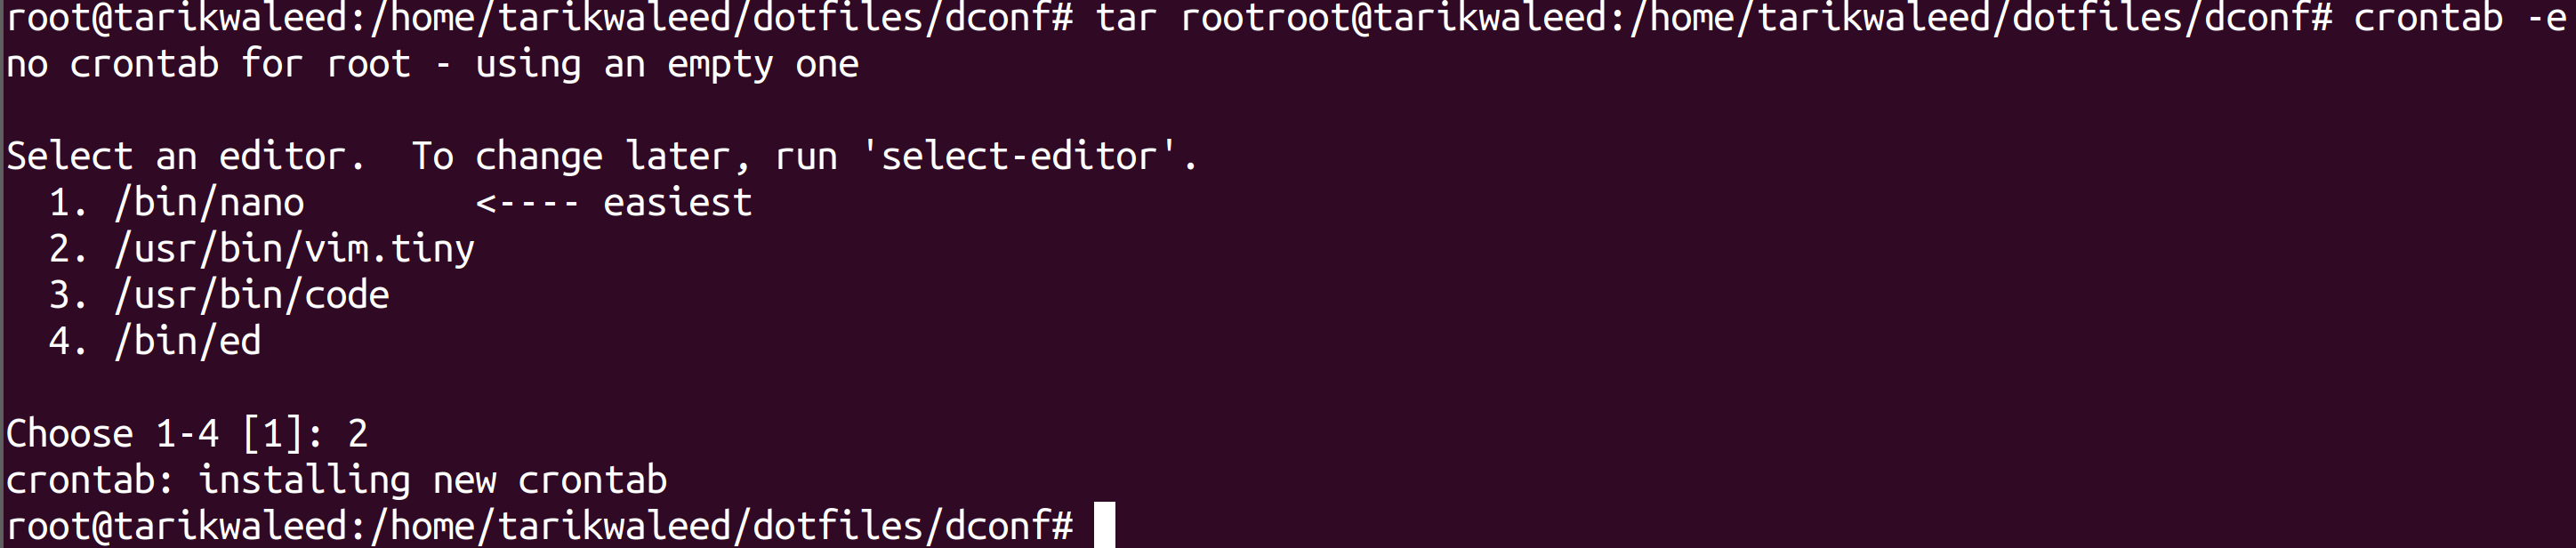 root@tarikwaleed:/home/tarikwaleed/dotfiles/dconf# tar rootroot@tarikwaleed:/home/tarikwaleed/dotfiles/dconf# crontab -e
no crontab for root - using an empty one

Select an editor.  To change later, run 'select-editor'.
  1. /bin/nano        <---- easiest
  2. /usr/bin/vim.tiny
  3. /usr/bin/code
  4. /bin/ed

Choose 1-4 [1]: 2
crontab: installing new crontab
root@tarikwaleed:/home/tarikwaleed/dotfiles/dconf#